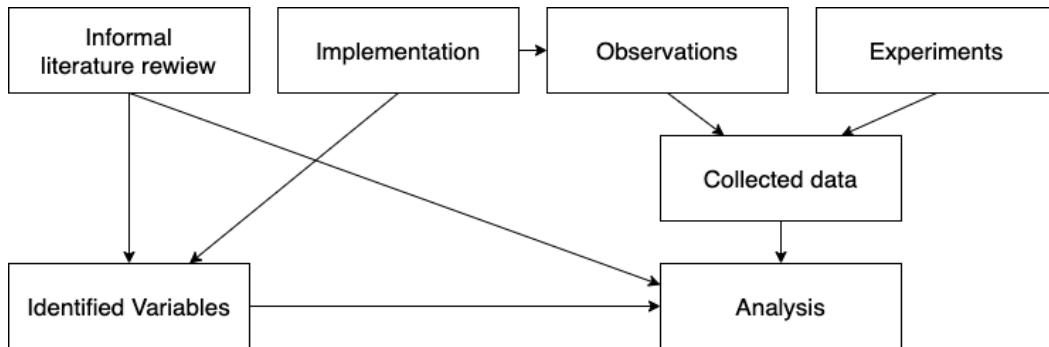 Informal
literature rewiew
Implementation
Observations
Experiments
Collected data
Identified Variables
Analysis